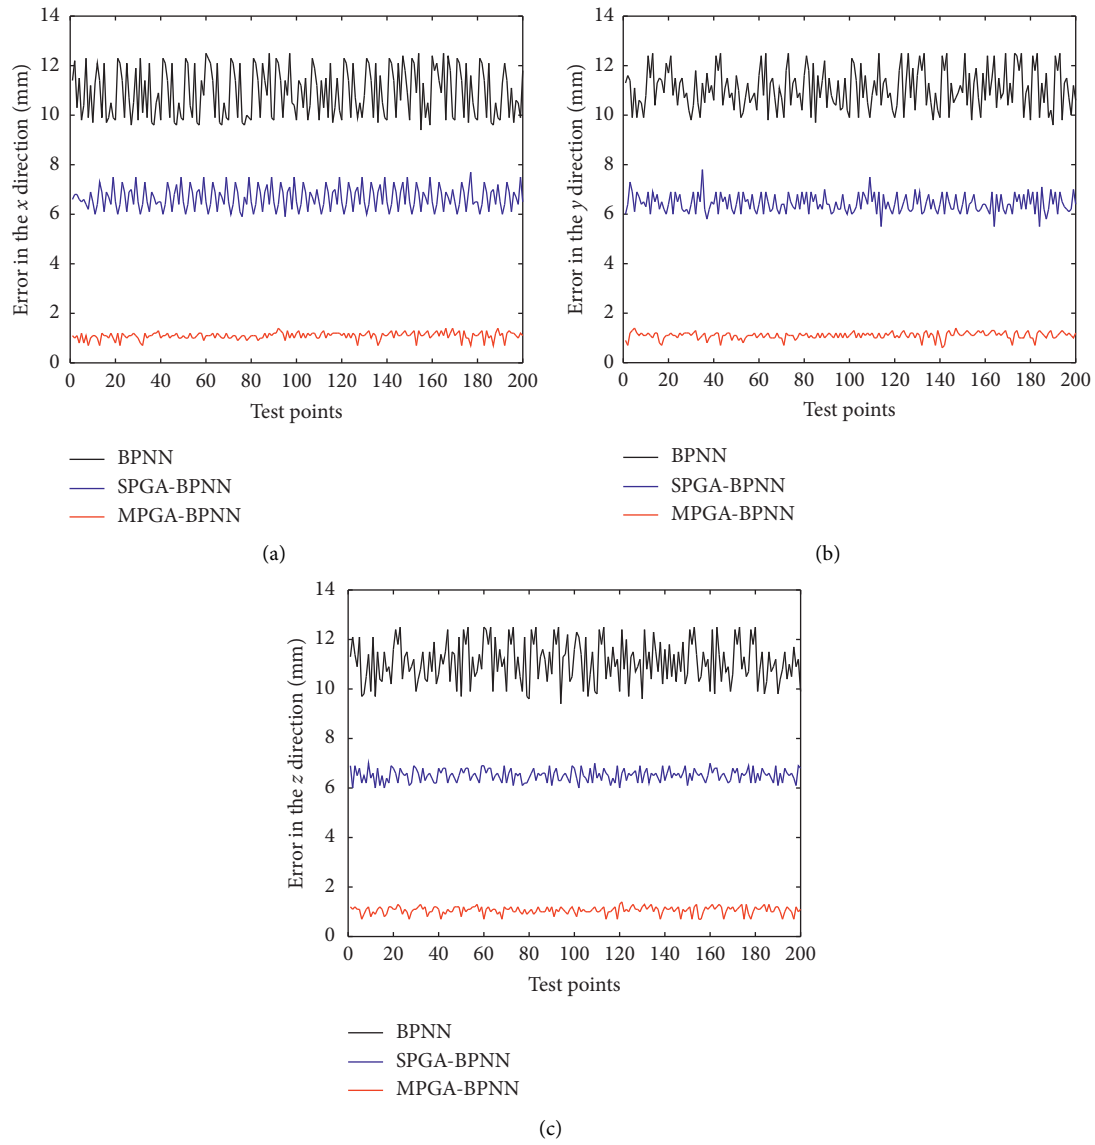 14
12
10
8
6
4
2
0
Error in the x direction (mm)
0 20 40 60 80 100 120 140 160 180 200
Test points
BPNN
SPGA-BPNN
MPGA-BPNN
(a)
14
12
10
8
6
4
2
0
Error in the y direction (mm)
0 20 40 60 80 100 120 140 160 180 200
Test points
BPNN
SPGA-BPNN
MPGA-BPNN
(b)
14
12
10
8
6
4
2
0
Error in the z direction (mm)
0 20 40 60 80 100 120 140 160 180 200
Test points
BPNN
SPGA-BPNN
MPGA-BPNN
(c)